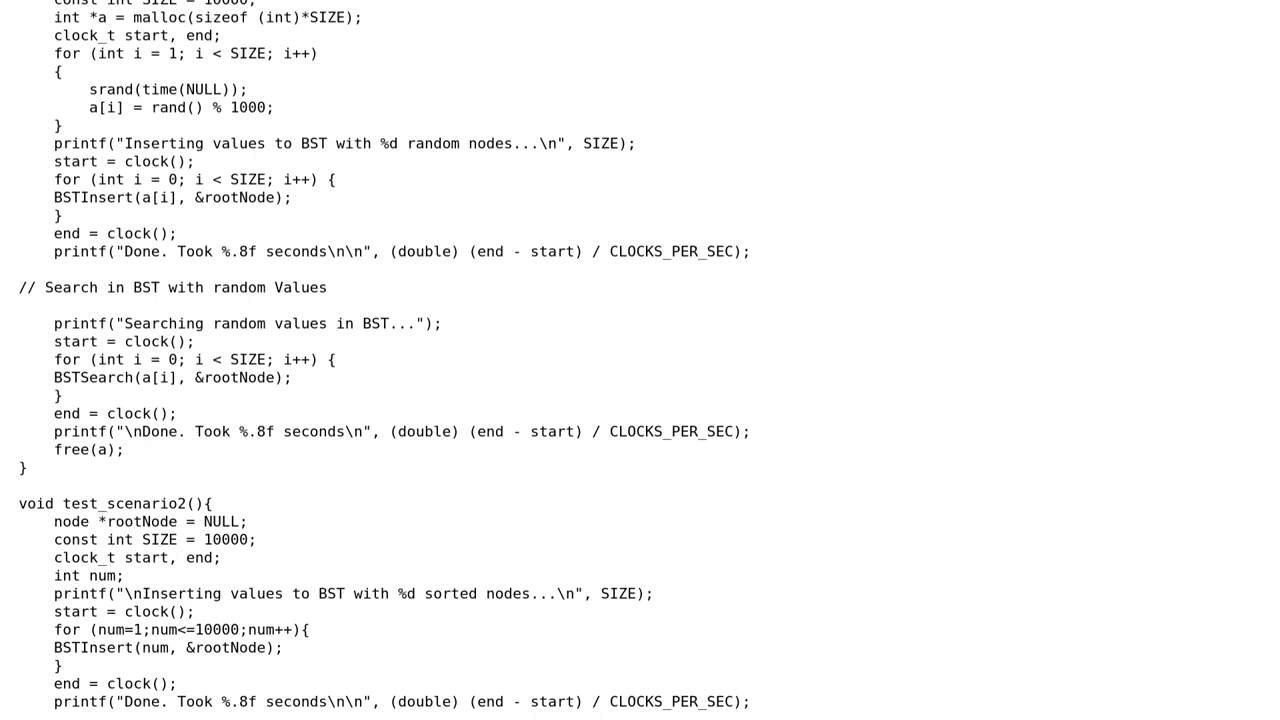 const int SIZE = 10000;
int *a = malloc(sizeof (int)*SIZE);
clock_t start, end;
for (int i = 1; i < SIZE; i++)
{
srand(time(NULL));
a[i] = rand() % 1000;
}
printf("Inserting values to BST with %d random nodes...\n", SIZE);
start = clock();
for (int i = 0; i < SIZE; i++) {
BSTInsert(a[i], &rootNode);
}
end = clock();
printf("Done. Took %.8f seconds\n\n", (double) (end - start) / CLOCKS_PER_SEC);
// Search in BST with random Values
printf("Searching random values in BST...");
start = clock();
for (int i = 0; i < SIZE; i++) {
BSTSearch(a[i], &rootNode);
}
end = clock();
printf("\nDone. Took %.8f seconds\n", (double) (end - start) / CLOCKS_PER_SEC);
free(a);
}
void test_scenario2(){
node *rootNode = NULL;
const int SIZE = 10000;
clock_t start, end;
int num;
printf("\nInserting values to BST with %d sorted nodes...\n", SIZE);
start = clock();
for (num=1;num<=10000;num++){
BSTInsert(num, &rootNode);
}
end = clock();
printf("Done. Took %.8f seconds\n\n", (double) (end - start) / CLOCKS_PER_SEC);